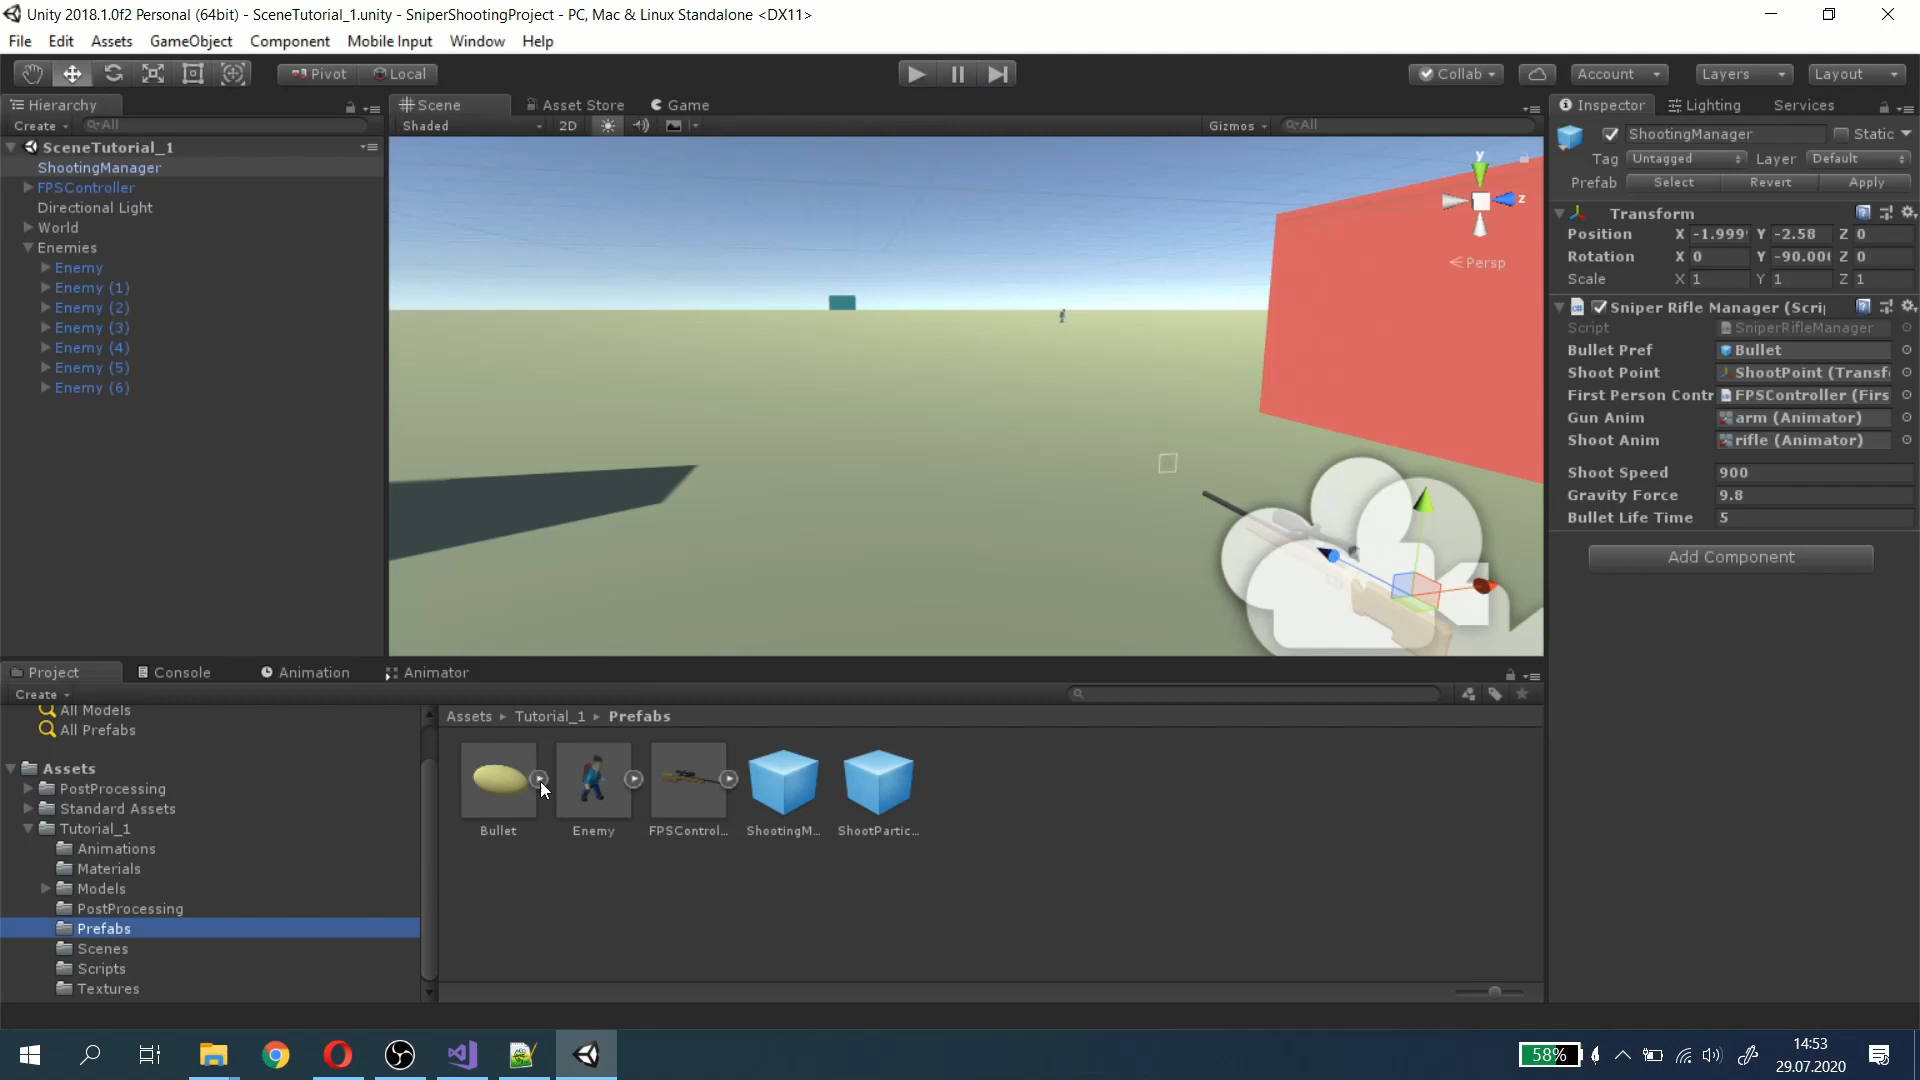 Unity 2018.1.0f2 Personal (64bit) - SceneTutorial_1.unity - SniperShootingProject - PC, Mac & Linux Standalone <DX11>
File Edit Assets GameObject Component Mobile Input Window Help
Pivot Local Collab Account Layers Layout
Hierarchy
Create All
SceneTutorial_1
ShootingManager
FPSController
Directional Light
World
Enemies
Enemy
Enemy (1)
Enemy (2)
Enemy (3)
Enemy (4)
Enemy (5)
Enemy (6)
Scene Asset Store Game
Shaded 2D Gizmos All
y
z
Persp
Inspector Lighting Services
ShootingManager Static
Tag Untagged Layer Default
Prefab Select Revert Apply
Transform
Position X -1.999 Y -2.58 Z 0
Rotation X 0 Y -90.00 Z 0
Scale X 1 Y 1 Z 1
Sniper Rifle Manager (Scri
Script SniperRifleManager
Bullet Pref Bullet
Shoot Point ShootPoint (Transf
First Person Contr FPSController (Firs
Gun Anim arm (Animator)
Shoot Anim rifle (Animator)
Shoot Speed 900
Gravity Force 9.8
Bullet Life Time 5
Add Component
Project Console Animation Animator
Create
All Models
All Prefabs
Assets
PostProcessing
Standard Assets
Tutorial_1
Animations
Materials
Models
PostProcessing
Prefabs
Scenes
Scripts
Textures
Assets Tutorial_1 Prefabs
Bullet Enemy FPSControl... ShootingM... ShootPartic...
58%
14:53
29.07.2020